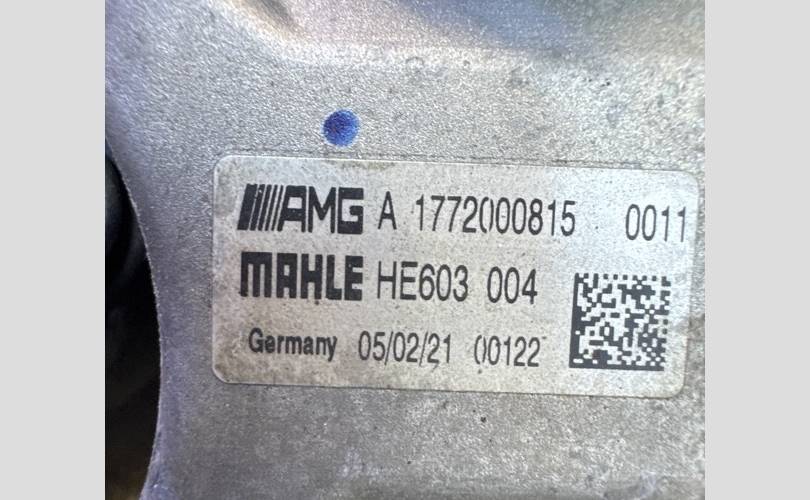 AMG A 1772000815 0011
MAHLE HE603 004
Germany 05/02/21 00122